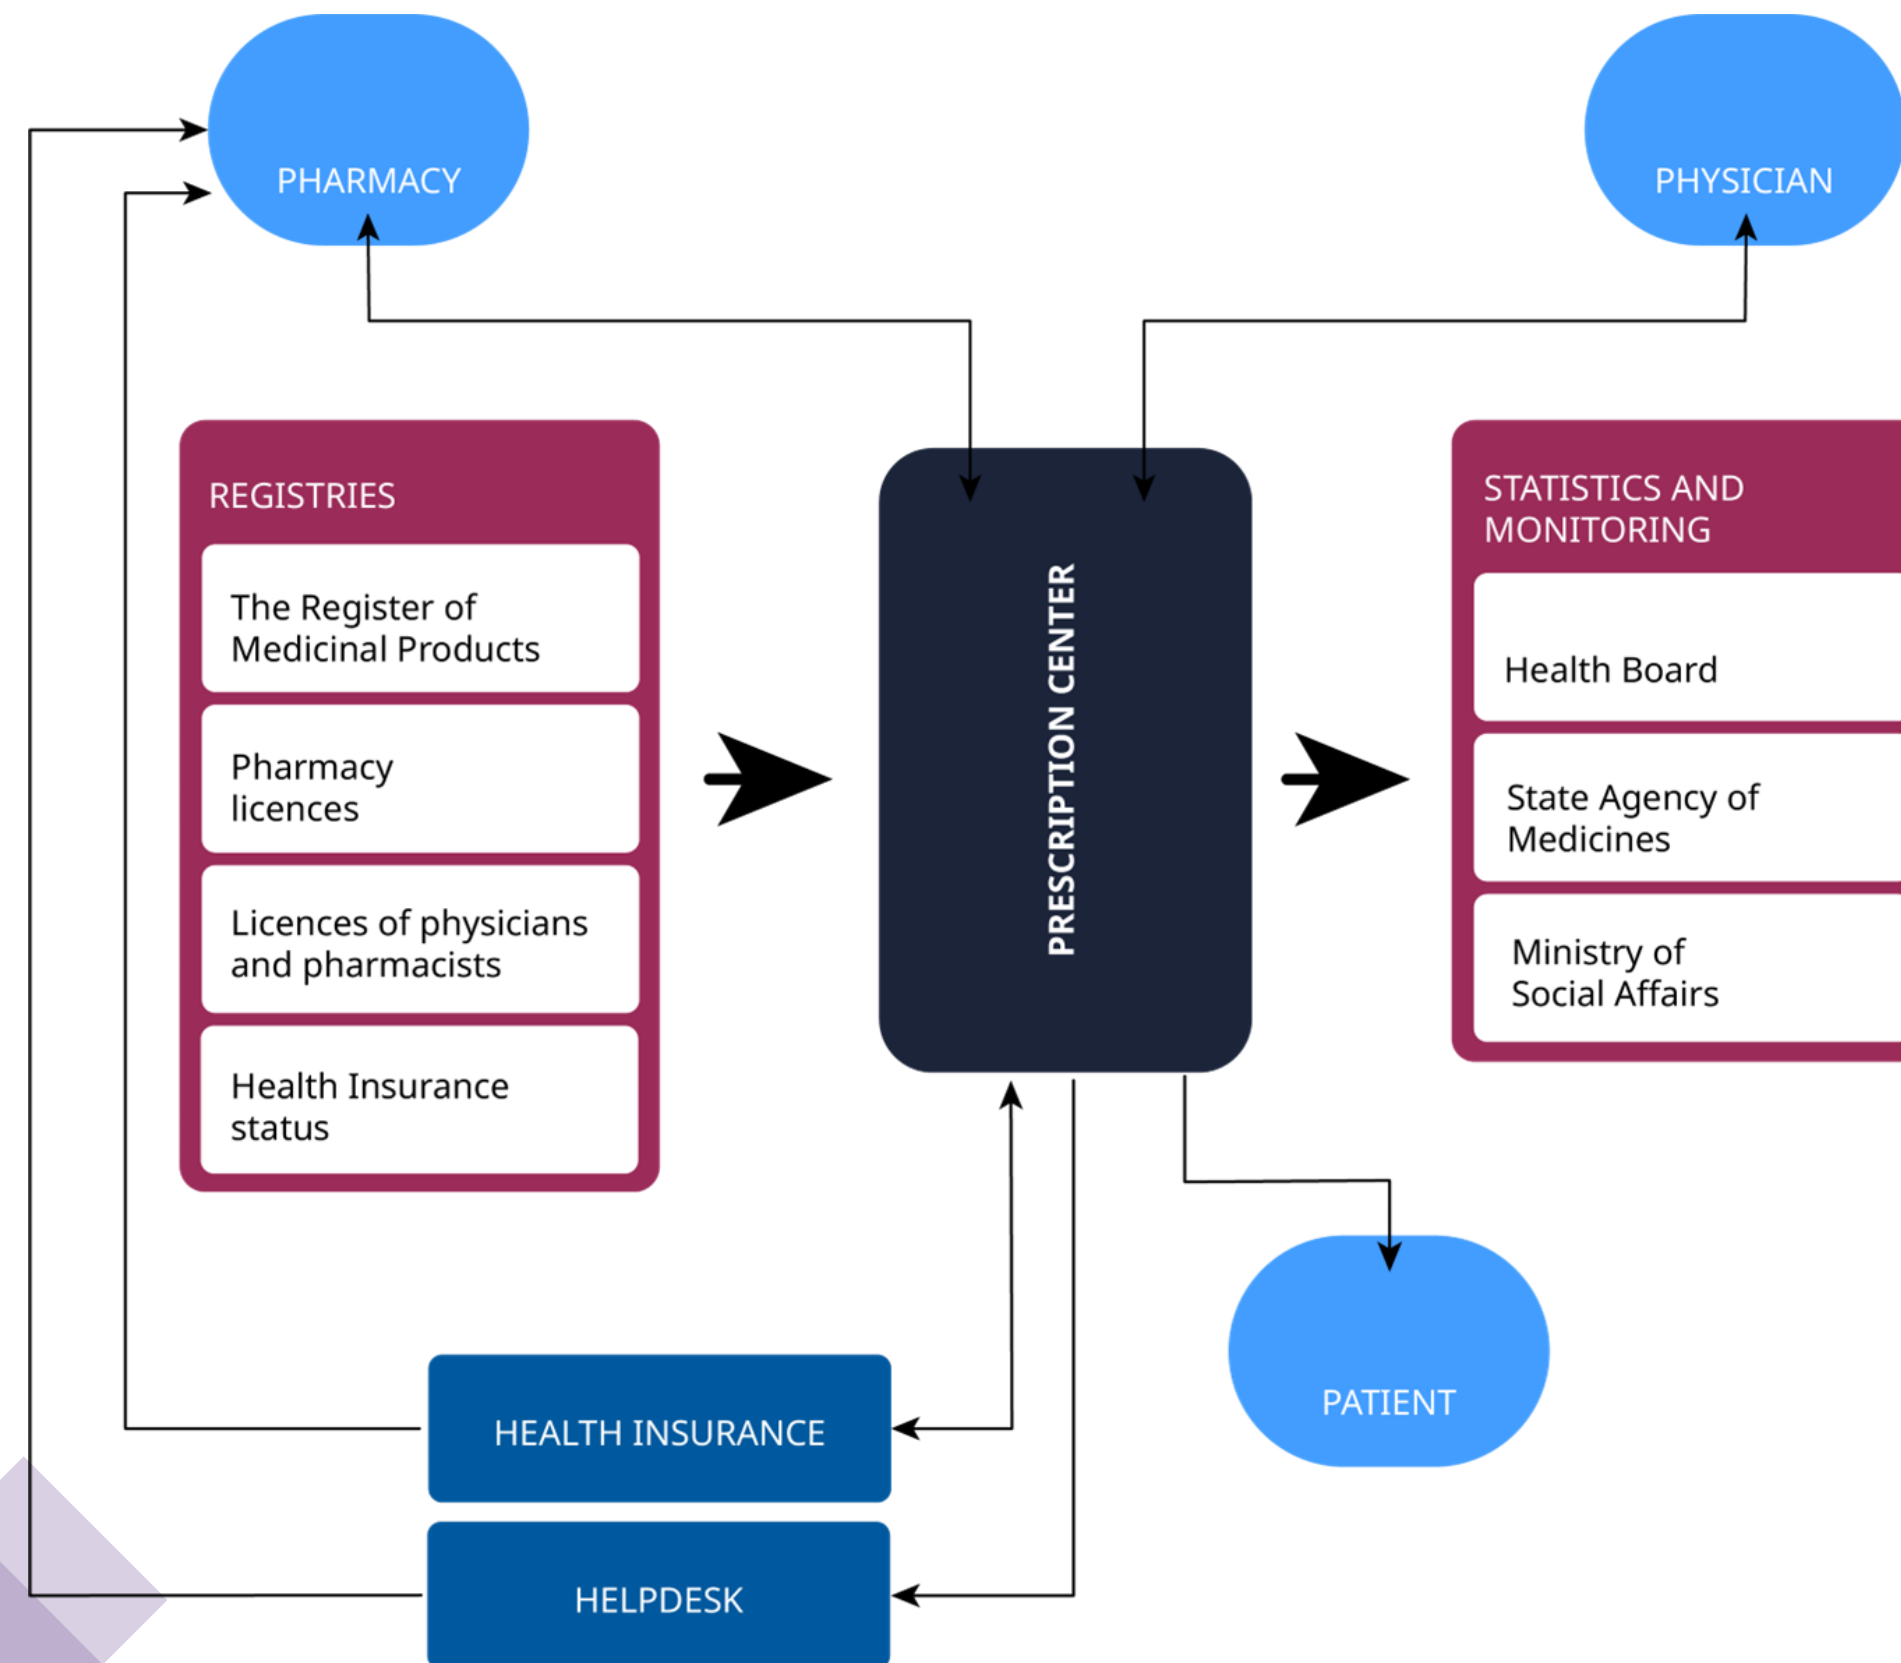 PHARMACY
PHYSICIAN
REGISTRIES
The Register of
Medicinal Products
Pharmacy
licences
Licences of physicians
and pharmacists
Health Insurance
status
PRESCRIPTION CENTER
STATISTICS AND
MONITORING
Health Board
State Agency of
Medicines
Ministry of
Social Affairs
HEALTH INSURANCE
HELPDESK
PATIENT